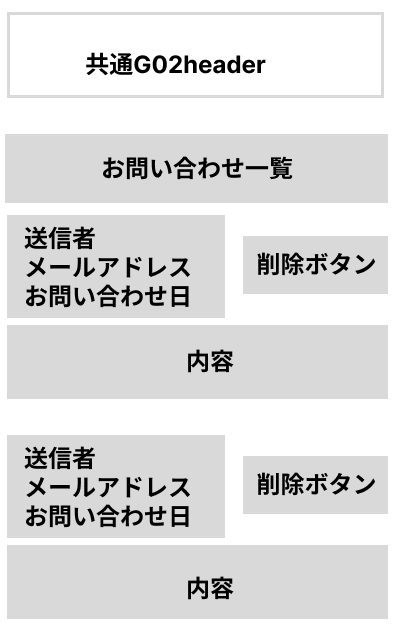 共通G02header
お問い合わせ一覧
送信者
メールアドレス
お問い合わせ日
削除ボタン
内容
送信者
メールアドレス
お問い合わせ日
削除ボタン
内容